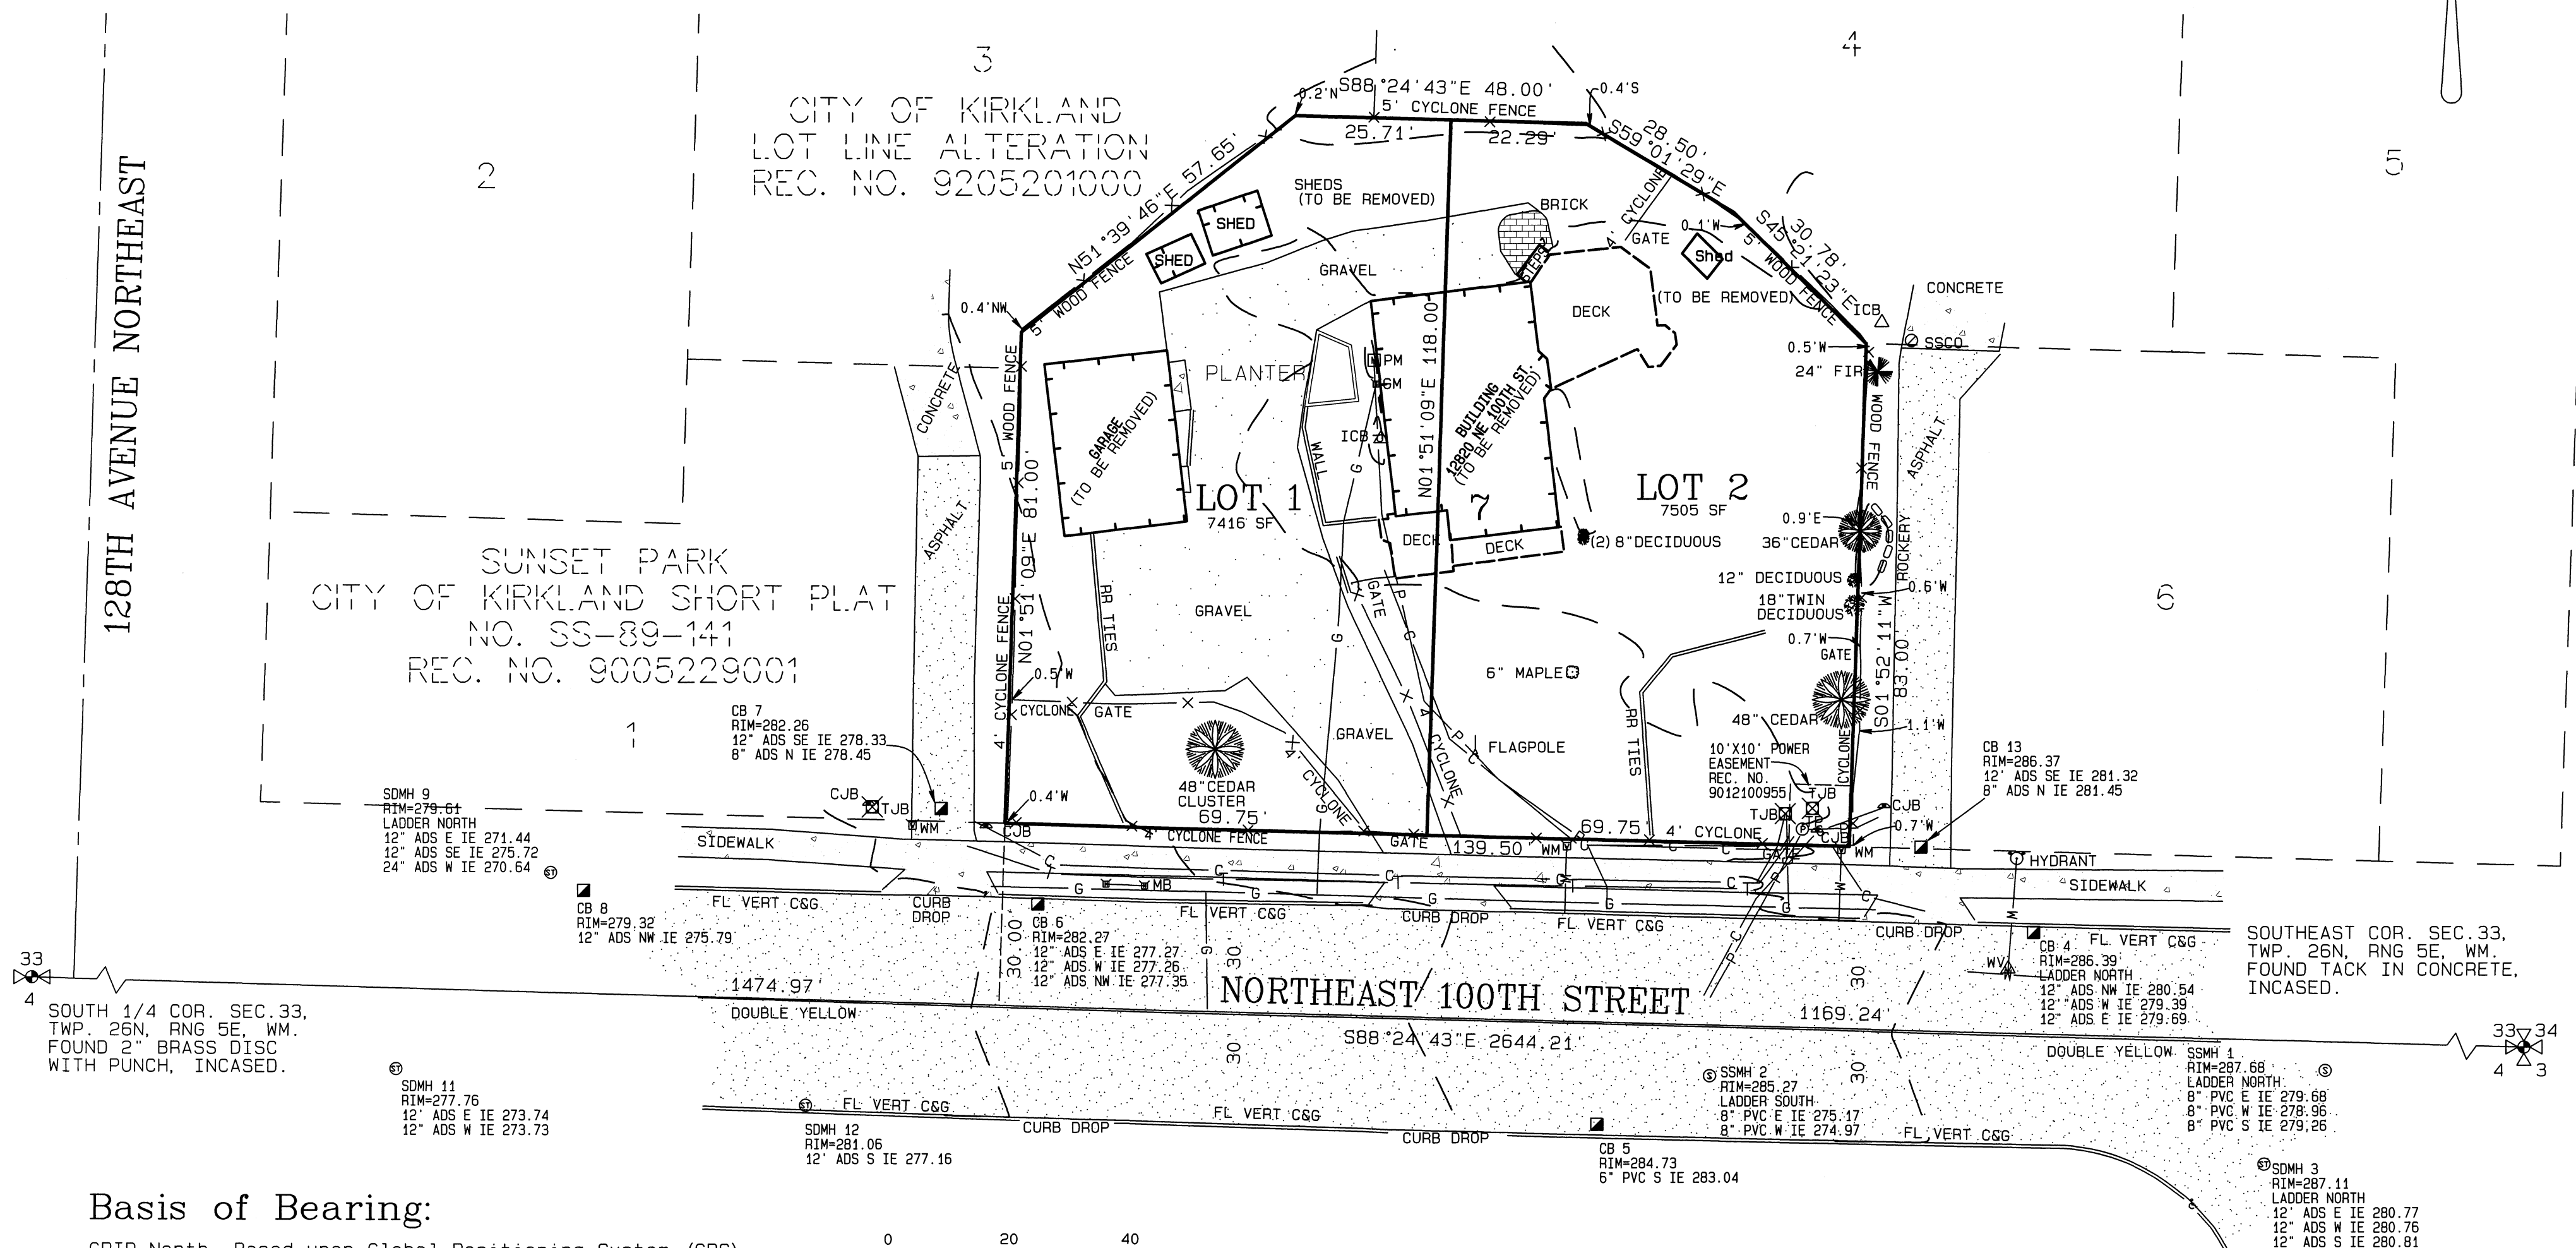 3
4
S88°24'43"E 48.00'
0.2'N
0.4'S
5' CYCLONE FENCE
CITY OF KIRKLAND
LOT LINE ALTERATION
REC. NO. 9205201000
25.71'
22.29'
28.50'
S59°01'29"E
2
5
128TH AVENUE NORTHEAST
N51°39'46"E 57.65'
5' WOOD FENCE
SHEDS
(TO BE REMOVED)
SHED
SHED
BRICK
STEPS
4' CYCLONE
GATE
0.1'W
Shed
(TO BE REMOVED)
S45°21'23"E
30.78'
5' WOOD FENCE
GRAVEL
DECK
ICB
CONCRETE
SSCO
0.4'NW
0.5'W
24" FIR
PM
GM
PLANTER
CONCRETE
5' WOOD FENCE
GARAGE
(TO BE REMOVED)
N01°51'09"E 118.00'
BUILDING
12820 NE 100TH ST.
(TO BE REMOVED)
WOOD FENCE
ASPHALT
ICB
WALL
G
LOT 1
7416 SF
7
LOT 2
7505 SF
N01°51'09"E 81.00'
ASPHALT
0.9'E
36"CEDAR
ROCKERY
DECK
DECK
(2) 8"DECIDUOUS
SUNSET PARK
CITY OF KIRKLAND SHORT PLAT
NO. SS-89-141
REC. NO. 9005229001
12" DECIDUOUS
18"TWIN
DECIDUOUS
0.6'W
6
RR TIES
GRAVEL
GATE
P
C
G
0.7'W
GATE
S01°52'11"W
83.00'
4' CYCLONE FENCE
0.5'W
6" MAPLE
CYCLONE
GATE
RR TIES
48" CEDAR
1.1'W
1
CB 7
RIM=282.26
12" ADS SE IE 278.33
8" ADS N IE 278.45
GRAVEL
4' CYCLONE
P-C
FLAGPOLE
10'X10' POWER
EASEMENT
REC. NO.
9012100955
CYCLONE
CB 13
RIM=286.37
12' ADS SE IE 281.32
8" ADS N IE 281.45
48"CEDAR
CLUSTER
4' CYCLONE
G
SDMH 9
RIM=279.61
LADDER NORTH
12" ADS E IE 271.44
12" ADS SE IE 275.72
24" ADS W IE 270.64
CJB
TJB
WM
0.4'W
CJB
69.75'
4' CYCLONE FENCE
GATE
139.50'
69.75'
4' CYCLONE
GATE
WM
TJB
TJB
CJB
CJB
0.7'W
WM
SIDEWALK
HYDRANT
SIDEWALK
MB
ST
CB 8
RIM=279.32
12" ADS NW IE 275.79
FL VERT C&G
CURB
DROP
FL VERT C&G
CURB DROP
FL VERT C&G
CURB DROP
FL VERT C&G
CB 6
RIM=282.27
12" ADS E IE 277.27
12" ADS W IE 277.26
12" ADS NW IE 277.35
30.00'
30'
30'
P-C
WV
CB 4
RIM=286.39
LADDER NORTH
12" ADS NW IE 280.54
12" ADS W IE 279.39
12" ADS E IE 279.69
SOUTHEAST COR. SEC.33,
TWP. 26N, RNG 5E, WM.
FOUND TACK IN CONCRETE,
INCASED.
33
4
SOUTH 1/4 COR. SEC.33,
TWP. 26N, RNG 5E, WM.
FOUND 2" BRASS DISC
WITH PUNCH, INCASED.
1474.97'
DOUBLE YELLOW
NORTHEAST 100TH STREET
1169.24'
S88°24'43"E 2644.21'
30'
30'
DOUBLE YELLOW
33 34
4 3
ST
SDMH 11
RIM=277.76
12' ADS E IE 273.74
12" ADS W IE 273.73
ST
FL VERT C&G
SDMH 12
RIM=281.06
12' ADS S IE 277.16
CURB DROP
FL VERT C&G
CURB DROP
S
SSMH 2
RIM=285.27
LADDER SOUTH
8" PVC E IE 275.17
8" PVC W IE 274.97
FL VERT C&G
SSMH 1
RIM=287.68
LADDER NORTH
8" PVC E IE 279.68
8" PVC W IE 278.96
8" PVC S IE 279.26
S
CB 5
RIM=284.73
6" PVC S IE 283.04
ST
SDMH 3
RIM=287.11
LADDER NORTH
12' ADS E IE 280.77
12" ADS W IE 280.76
12" ADS S IE 280.81
Basis of Bearing:
GRID North, Based upon Global Positioning System (GPS)
0 20 40